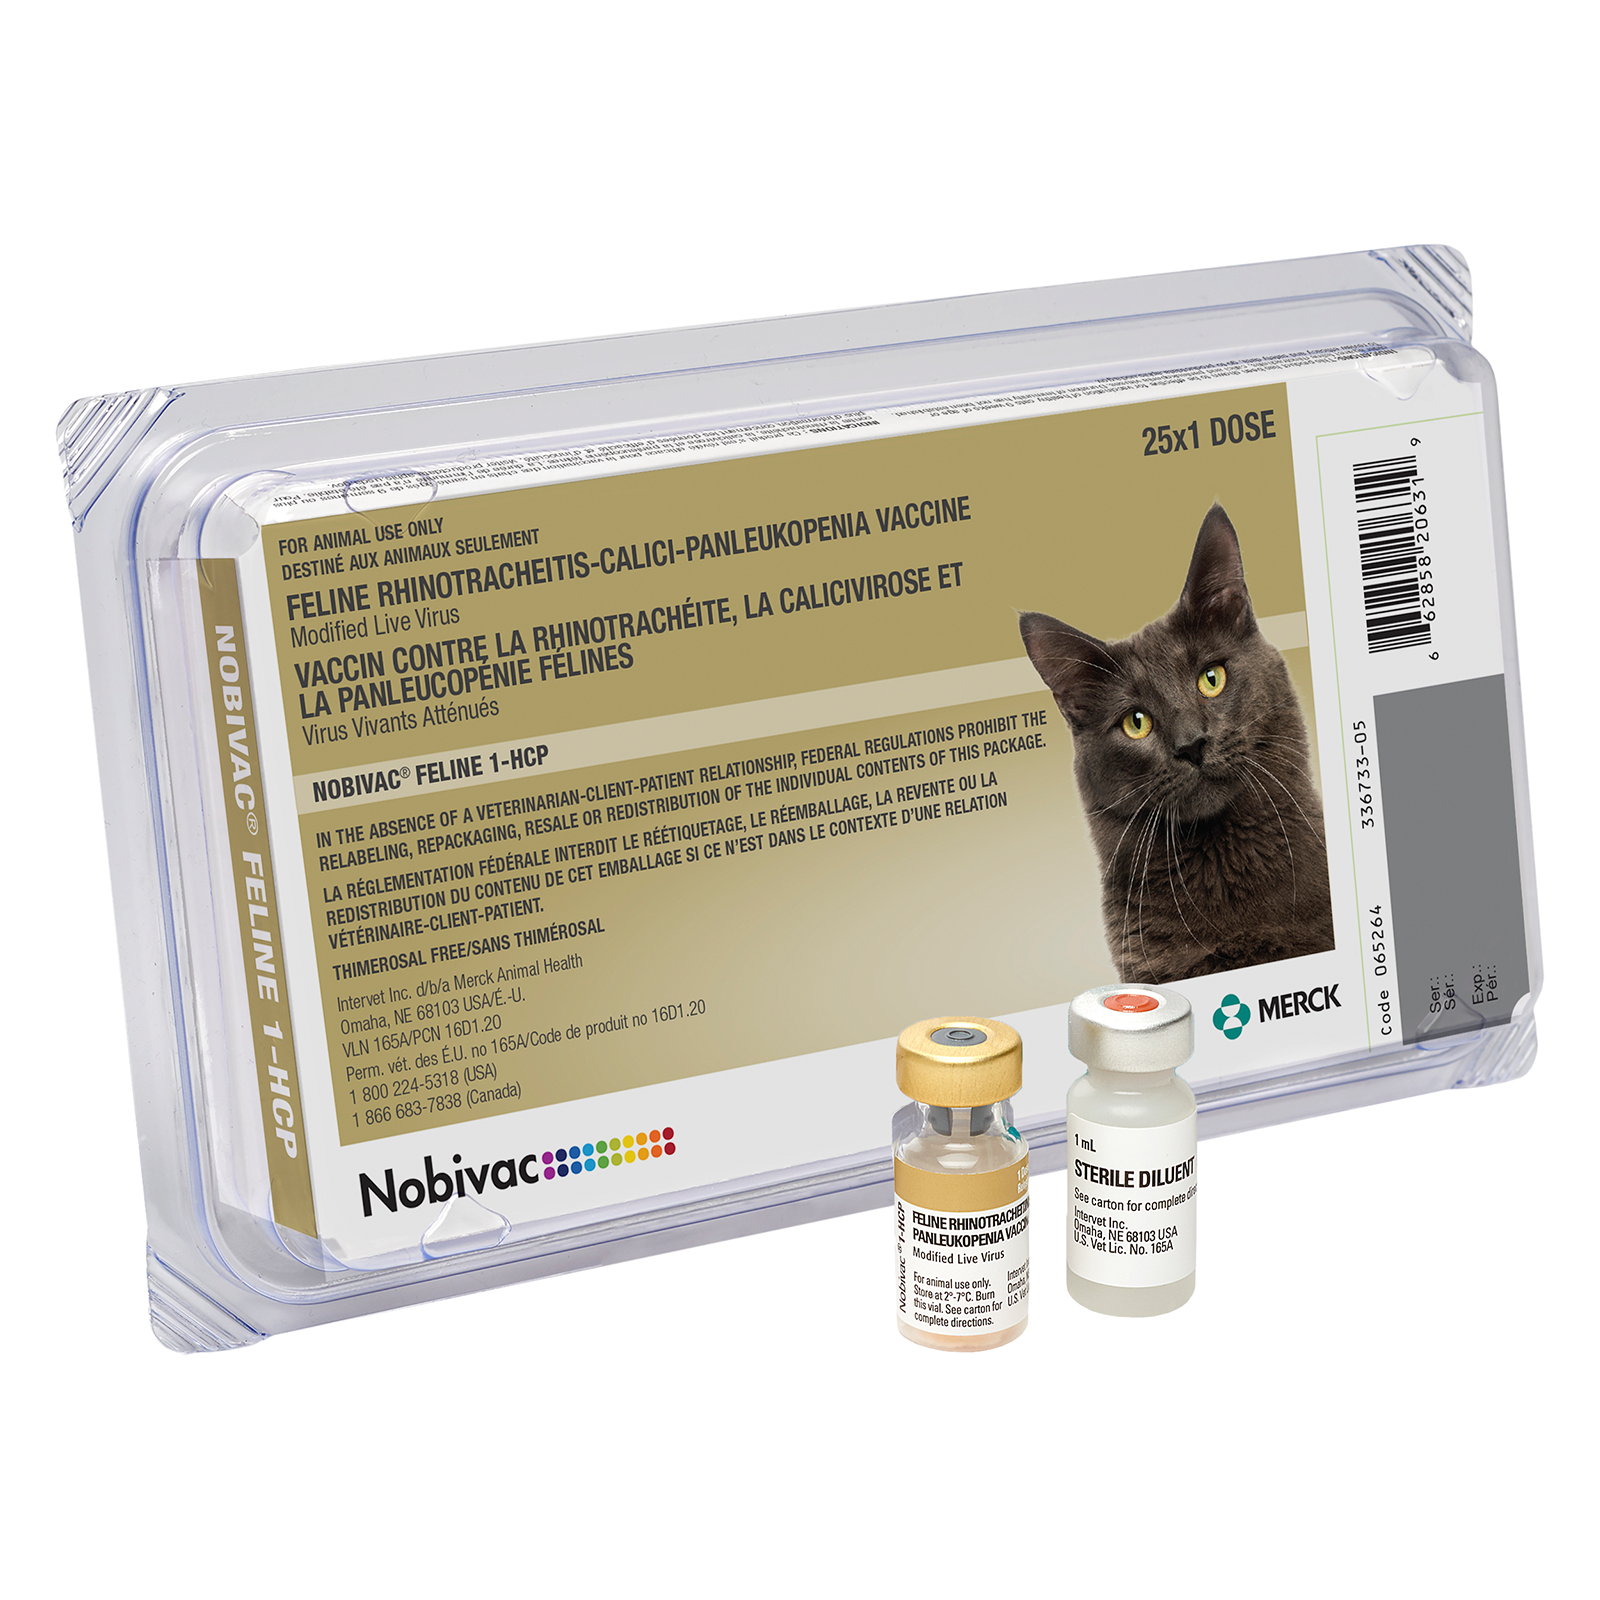 FOR ANIMAL USE ONLY
DESTINÉ AUX ANIMAUX SEULEMENT
25x1 DOSE
FELINE RHINOTRACHEITIS-CALICI-PANLEUKOPENIA VACCINE
Modified Live Virus
VACCIN CONTRE LA RHINOTRACHÉITE, LA CALICIVIROSE ET
LA PANLEUCOPÉNIE FÉLINES
Virus Vivants Atténués
NOBIVAC® FELINE 1-HCP
IN THE ABSENCE OF A VETERINARIAN-CLIENT-PATIENT RELATIONSHIP, FEDERAL REGULATIONS PROHIBIT THE
RELABELING, REPACKAGING, RESALE OR REDISTRIBUTION OF THE INDIVIDUAL CONTENTS OF THIS PACKAGE.
LA RÉGLEMENTATION FÉDÉRALE INTERDIT LE RÉÉTIQUETAGE, LE RÉEMBALLAGE, LA REVENTE OU LA
REDISTRIBUTION DU CONTENU DE CET EMBALLAGE SI CE N'EST DANS LE CONTEXTE D'UNE RELATION
VÉTÉRINAIRE-CLIENT-PATIENT.
THIMEROSAL FREE/SANS THIMÉROSAL
Intervet Inc. d/b/a Merck Animal Health
Omaha, NE 68103 USA/É.-U.
VLN 165A/PCN 16D1.20
Perm. vét. des É.U. no 165A/Code de produit no 16D1.20
1 800 224-5318 (USA)
1 866 683-7838 (Canada)
Nobivac
MERCK
NOBIVAC® FELINE 1-HCP
6 62858 20631 9
336733-05
Code 065264
Ser.:
Sér.:
Exp.:
Pér.:
Nobivac® 1-HCP
FELINE RHINOTRACHEITIS
PANLEUKOPENIA VACCINE
Modified Live Virus
For animal use only.
Store at 2°-7°C. Burn
this vial. See carton for
complete directions.
1 mL
STERILE DILUENT
See carton for complete
Intervet Inc.
Omaha, NE 68103 USA
U.S. Vet Lic. No. 165A